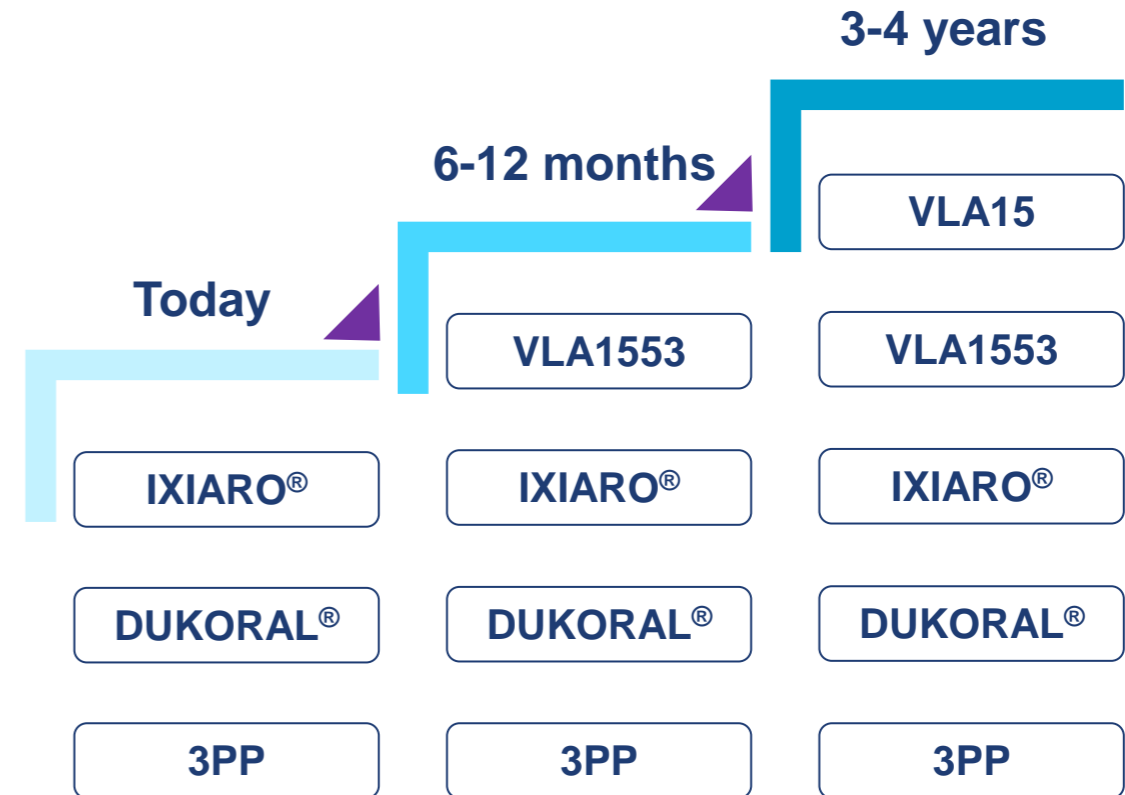 3-4 years
6-12 months
Today
VLA15
VLA1553
VLA1553
IXIARO®
IXIARO®
IXIARO®
DUKORAL®
DUKORAL®
DUKORAL®
3PP
3PP
3PP